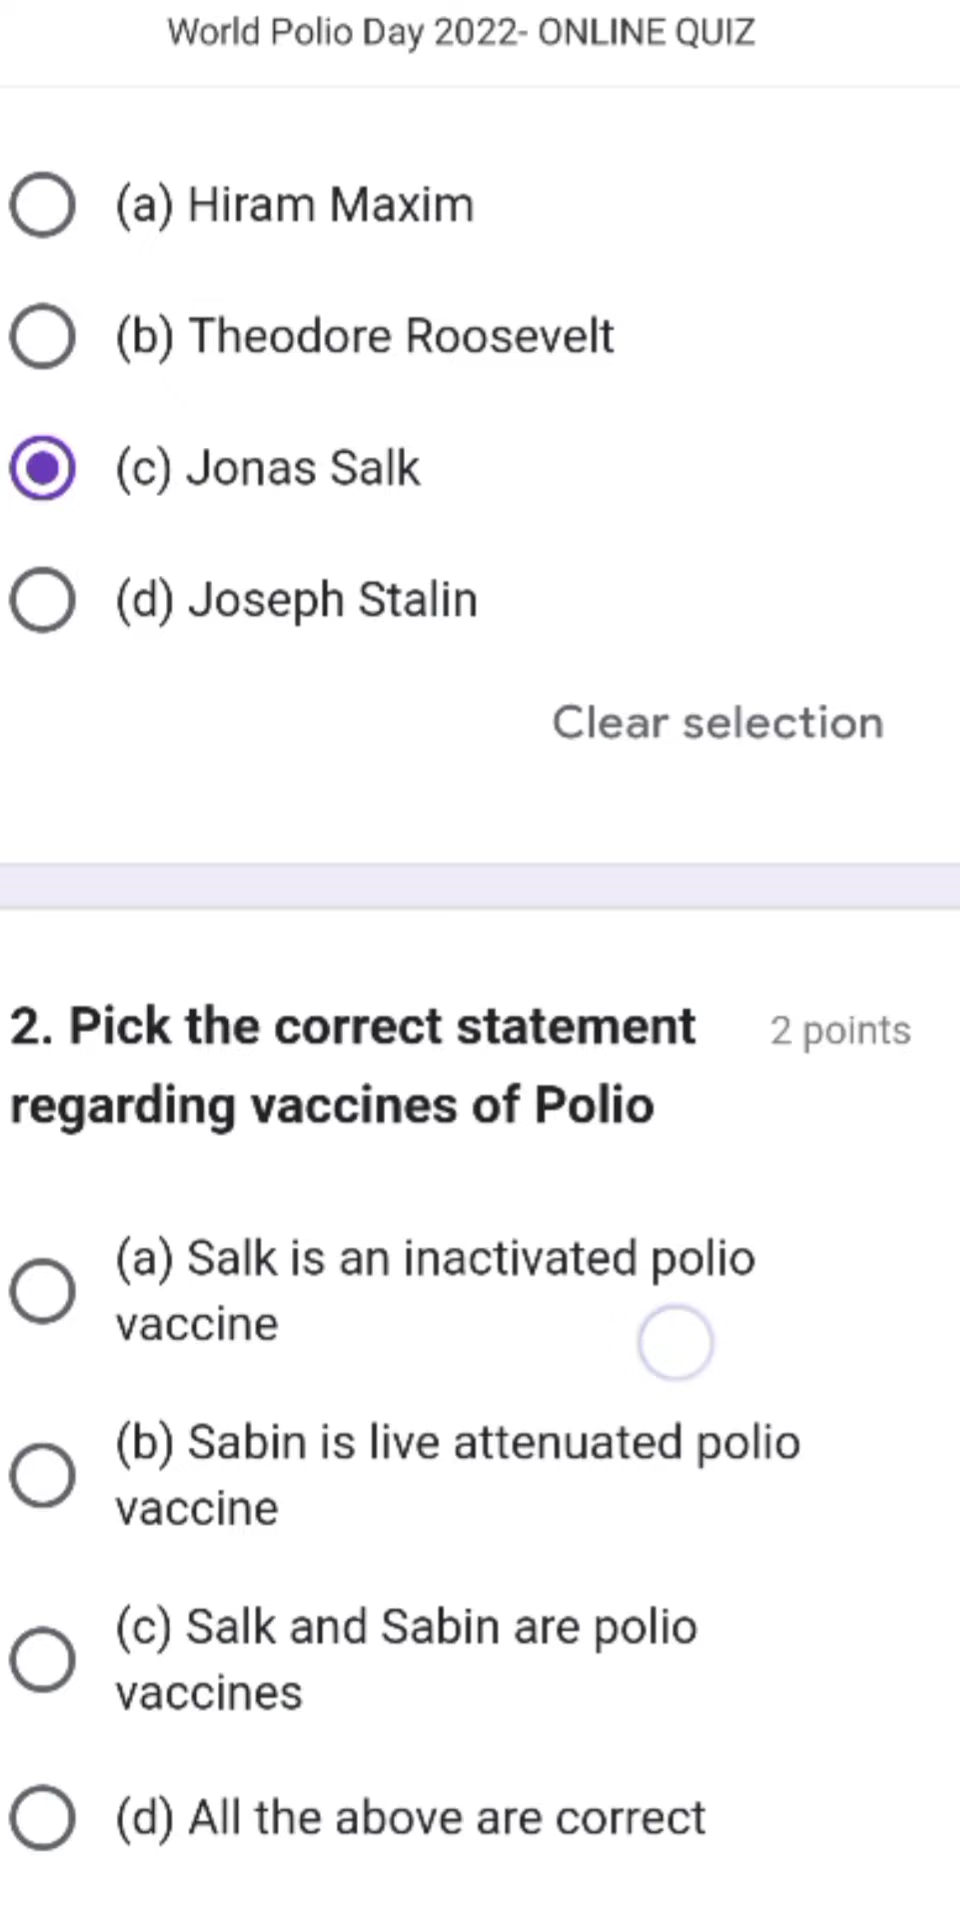 World Polio Day 2022- ONLINE QUIZ
(a) Hiram Maxim
(b) Theodore Roosevelt
(c) Jonas Salk
(d) Joseph Stalin
Clear selection
2. Pick the correct statement 2 points
regarding vaccines of Polio
(a) Salk is an inactivated polio
vaccine
(b) Sabin is live attenuated polio
vaccine
(c) Salk and Sabin are polio
vaccines
(d) All the above are correct